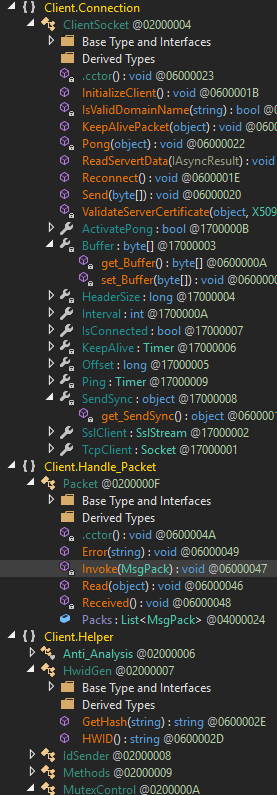 { } Client.Connection
ClientSocket @02000004
Base Type and Interfaces
Derived Types
.cctor() : void @06000023
InitializeClient() : void @0600001B
IsValidDomainName(string) : bool @0
KeepAlivePacket(object) : void @06
Pong(object) : void @06000022
ReadServertData(IAsyncResult) : void
Reconnect() : void @0600001E
Send(byte[]) : void @06000020
ValidateServerCertificate(object, X509
ActivatePong : bool @1700000B
Buffer : byte[] @17000003
get_Buffer() : byte[] @0600000A
set_Buffer(byte[]) : void @060000
HeaderSize : long @17000004
Interval : int @1700000A
IsConnected : bool @17000007
KeepAlive : Timer @17000006
Offset : long @17000005
Ping : Timer @17000009
SendSync : object @17000008
get_SendSync() : object @060001
SslClient : SslStream @17000002
TcpClient : Socket @17000001
{ } Client.Handle_Packet
Packet @0200000F
Base Type and Interfaces
Derived Types
.cctor() : void @0600004A
Error(string) : void @06000049
Invoke(MsgPack) : void @06000047
Read(object) : void @06000046
Received() : void @06000048
Packs : List<MsgPack> @04000024
{ } Client.Helper
Anti_Analysis @02000006
HwidGen @02000007
Base Type and Interfaces
Derived Types
GetHash(string) : string @0600002E
HWID() : string @0600002D
IdSender @02000008
Methods @02000009
MutexControl @0200000A